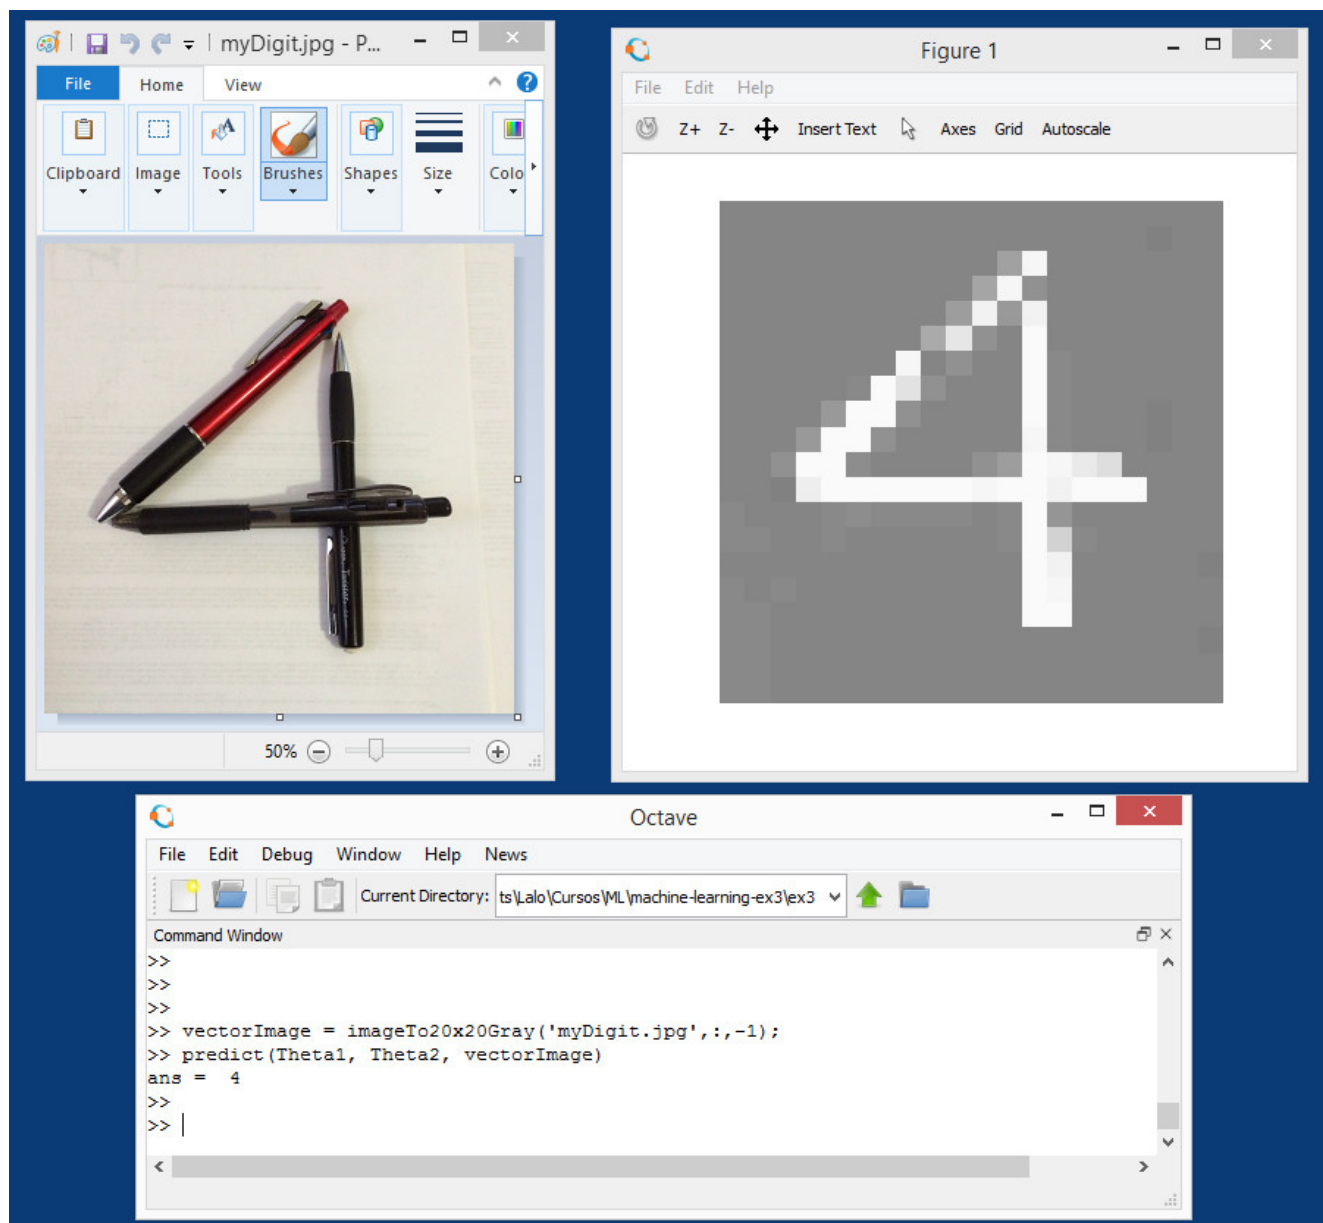 myDigit.jpg - P...
File Home View
Clipboard Image Tools Brushes Shapes Size Colo
50%
Figure 1
File Edit Help
Z+ Z- Insert Text Axes Grid Autoscale
Octave
File Edit Debug Window Help News
Current Directory: ts\Lalo\Cursos\ML\machine-learning-ex3\ex3
Command Window
>>
>>
>>
>> vectorImage = imageTo20x20Gray('myDigit.jpg',:,-1);
>> predict(Theta1, Theta2, vectorImage)
ans = 4
>>
>>